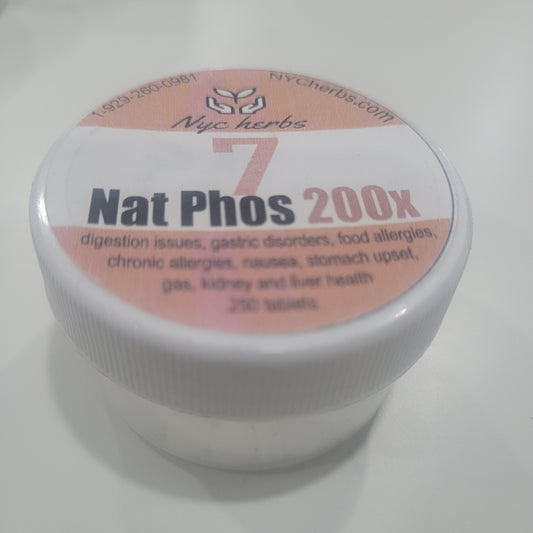 1-929-260-0981
NYCherbs.com
Nyc herbs
7
Nat Phos 200x
digestion issues, gastric disorders, food allergies,
chronic allergies, nausea, stomach upset,
gas, kidney and liver health
250 tablets